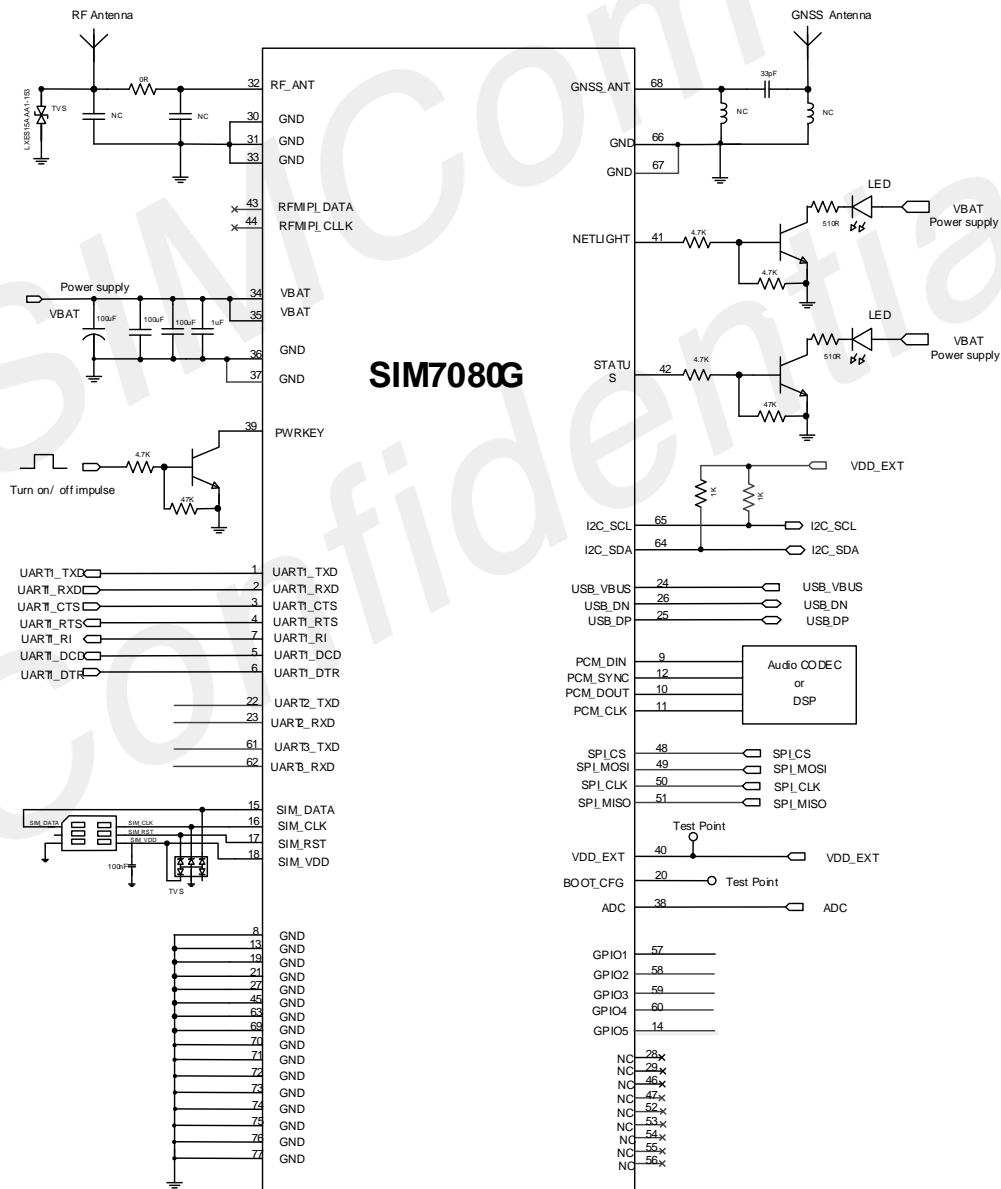 RF Antenna
LXES15AAA1-153
TVS
0R
NC
NC
32 RF_ANT
30 GND
31 GND
33 GND
43 RFMIPI_DATA
44 RFMIPI_CLLK
Power supply
VBAT
100uF
100uF
100uF
1uF
34 VBAT
35 VBAT
36 GND
37 GND
39 PWRKEY
4.7K
47K
Turn on/ off impulse
UART1_TXD 1 UART1_TXD
UART1_RXD 2 UART1_RXD
UART1_CTS 3 UART1_CTS
UART1_RTS 4 UART1_RTS
UART1_RI 7 UART1_RI
UART1_DCD 5 UART1_DCD
UART1_DTR 6 UART1_DTR
22 UART2_TXD
23 UART2_RXD
61 UART3_TXD
62 UART3_RXD
15 SIM_DATA
16 SIM_CLK
17 SIM_RST
18 SIM_VDD
SIM_DATA
SIM_CLK
SIM_RST
SIM_VDD
100nF
TVS
8 GND
13 GND
19 GND
21 GND
27 GND
45 GND
63 GND
69 GND
70 GND
71 GND
72 GND
73 GND
74 GND
75 GND
76 GND
77 GND
SIM7080G
GNSS Antenna
GNSS_ANT 68
33pF
NC
NC
GND 66
GND 67
LED
VBAT
Power supply
510R
NETLIGHT 41
4.7K
4.7K
LED
VBAT
Power supply
510R
STATU
S
42
4.7K
47K
VDD_EXT
1K
1K
I2C_SCL 65 I2C_SCL
I2C_SDA 64 I2C_SDA
USB_VBUS 24 USB_VBUS
USB_DN 26 USB_DN
USB_DP 25 USB_DP
PCM_DIN 9
PCM_SYNC 12
PCM_DOUT 10
PCM_CLK 11
Audio CODEC
or
DSP
SPI_CS 48 SPI_CS
SPI_MOSI 49 SPI_MOSI
SPI_CLK 50 SPI_CLK
SPI_MISO 51 SPI_MISO
Test Point
VDD_EXT 40 VDD_EXT
BOOT_CFG 20 Test Point
ADC 38 ADC
GPIO1 57
GPIO2 58
GPIO3 59
GPIO4 60
GPIO5 14
NC 28
NC 29
NC 46
NC 47
NC 52
NC 53
NC 54
NC 55
NC 56
SIMCom
Confidentia